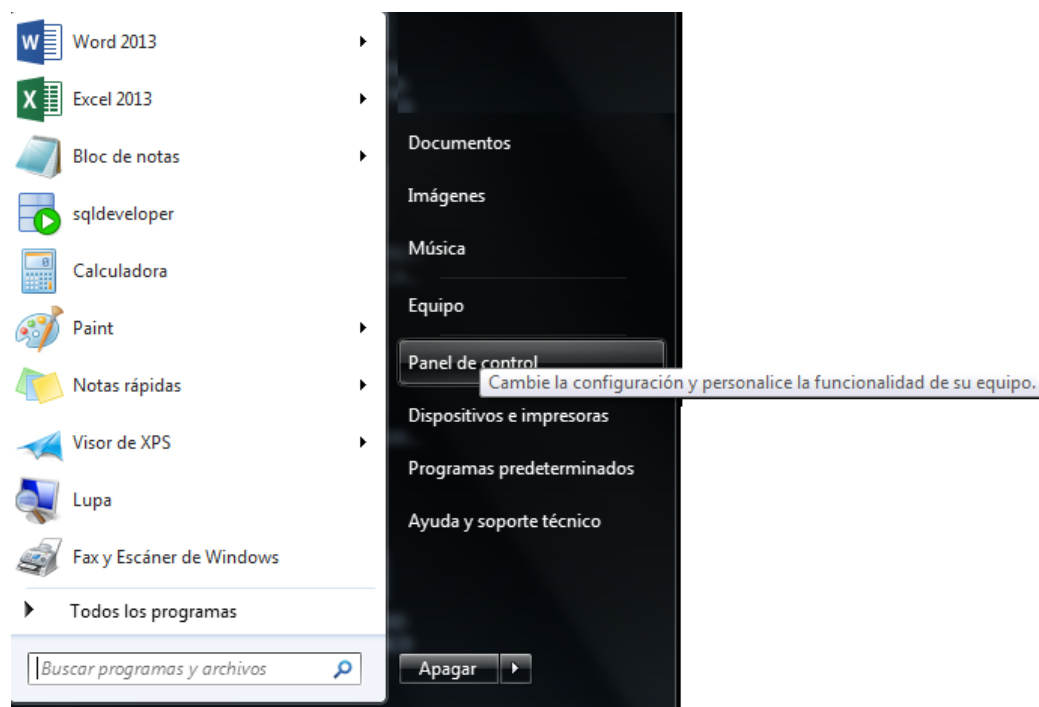 Word 2013
Excel 2013
Bloc de notas
sqldeveloper
Calculadora
Paint
Notas rápidas
Visor de XPS
Lupa
Fax y Escáner de Windows
Todos los programas
Buscar programas y archivos
Documentos
Imágenes
Música
Equipo
Panel de control
Cambie la configuración y personalice la funcionalidad de su equipo.
Dispositivos e impresoras
Programas predeterminados
Ayuda y soporte técnico
Apagar